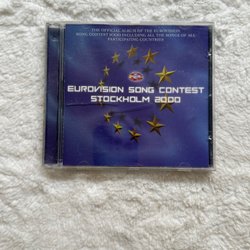 THE OFFICIAL ALBUM OF THE EUROVISION
SONG CONTEST 2000 INCLUDING ALL THE SONGS OF ALL
PARTICIPATING COUNTRIES
EUROVISION SONG CONTEST
STOCKHOLM 2000